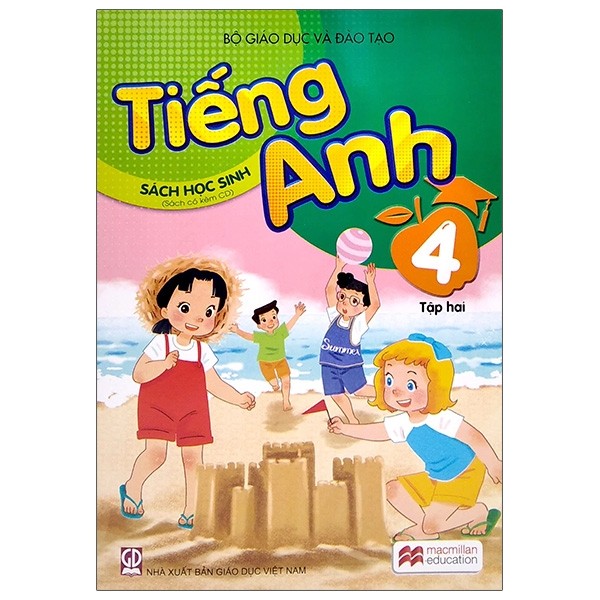 BỘ GIÁO DỤC VÀ ĐÀO TẠO
Tiếng
Anh
SÁCH HỌC SINH
(Sách có kèm CD)
4
Tập hai
Summer
GD
NHÀ XUẤT BẢN GIÁO DỤC VIỆT NAM
macmillan
education